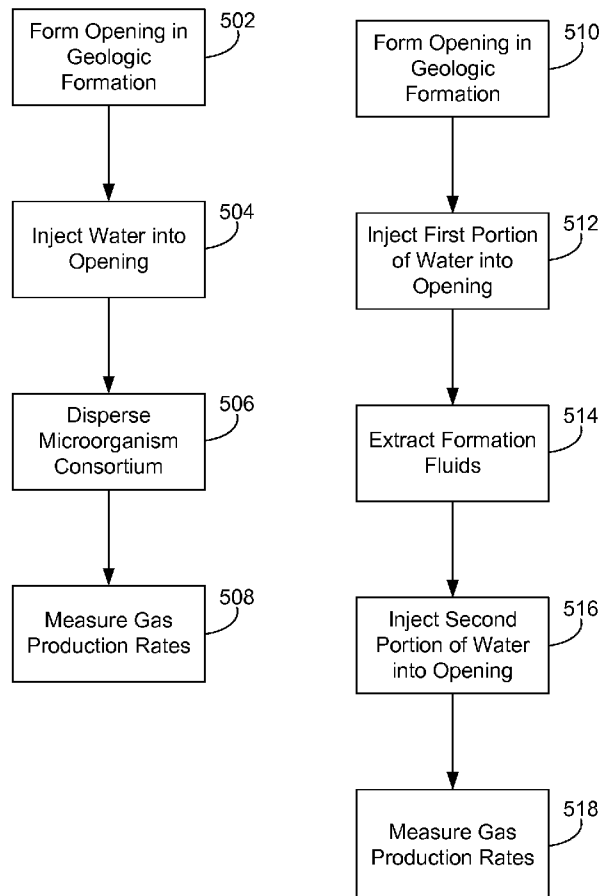 Form Opening in
Geologic
Formation
502
Inject Water into
Opening
504
Disperse
Microorganism
Consortium
506
Measure Gas
Production Rates
508
Form Opening in
Geologic
Formation
510
Inject First Portion
of Water into
Opening
512
Extract Formation
Fluids
514
Inject Second
Portion of Water
into Opening
516
Measure Gas
Production Rates
518